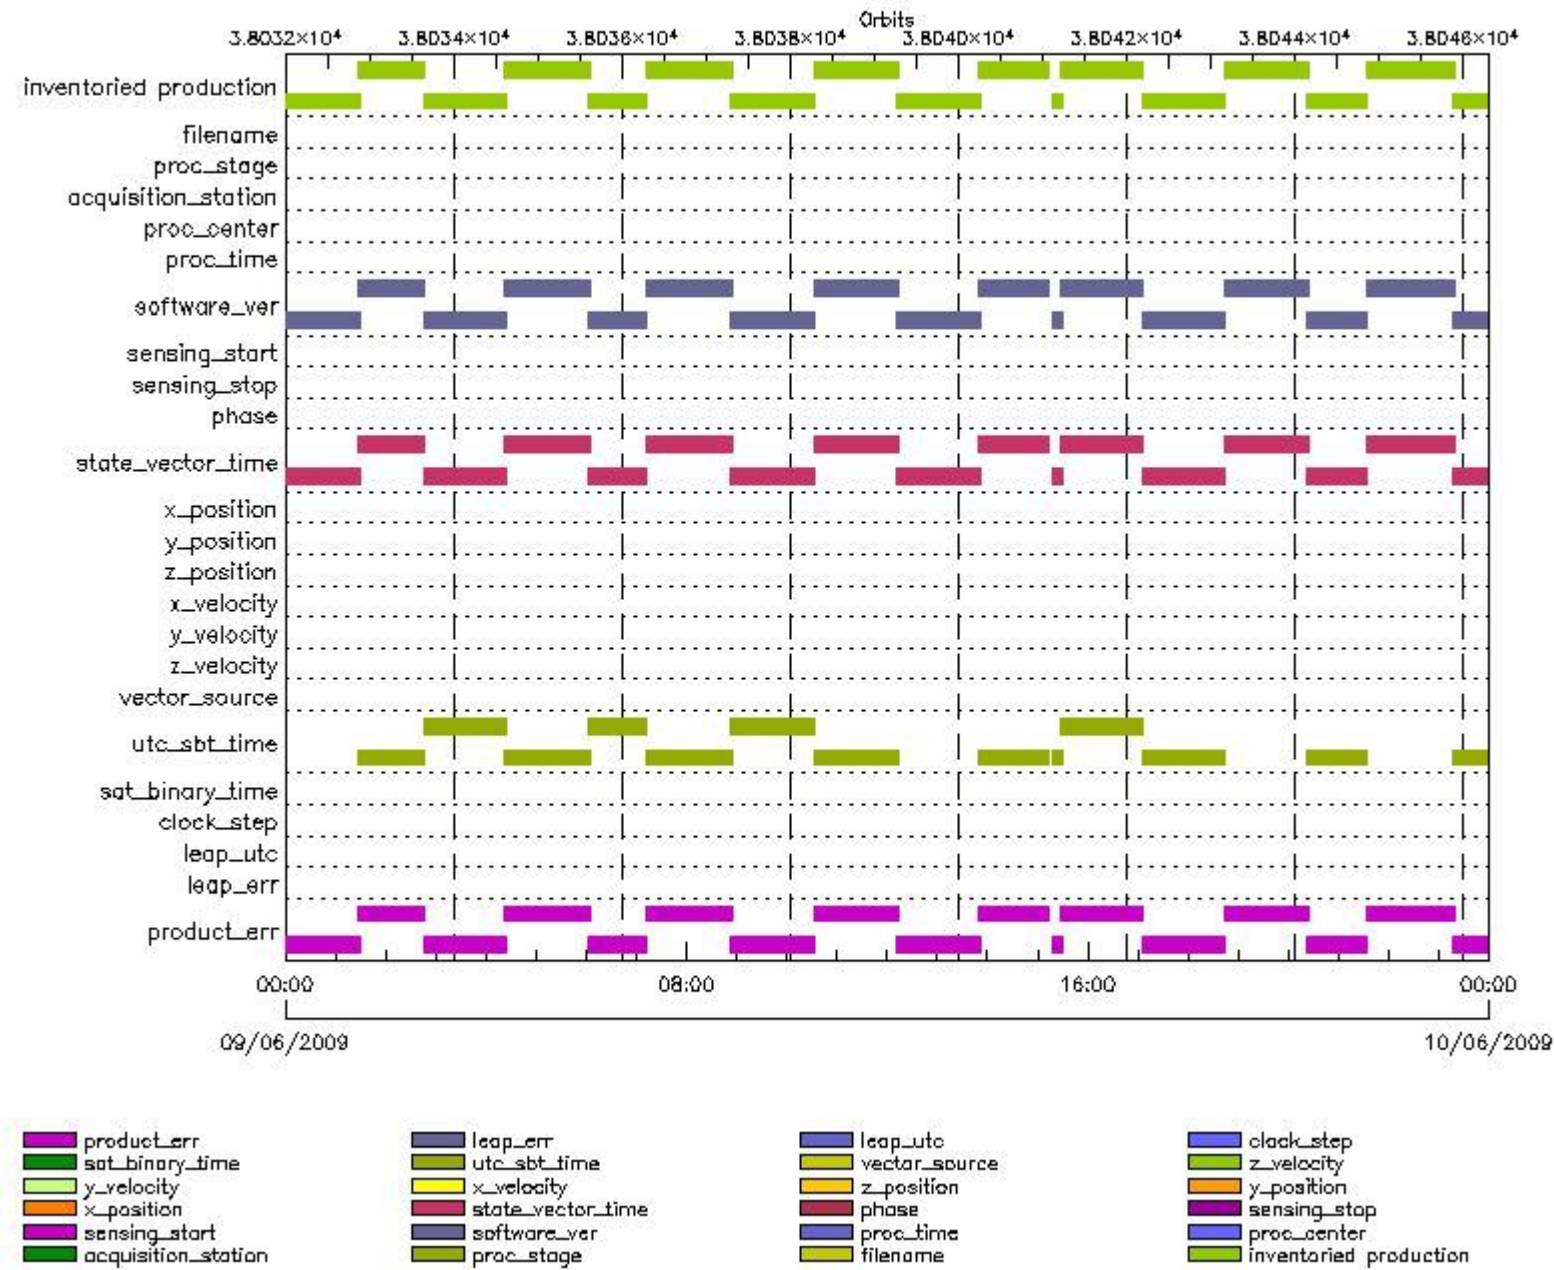 Orbits
3.8032×10⁴ 3.8034×10⁴ 3.8036×10⁴ 3.8038×10⁴ 3.8040×10⁴ 3.8042×10⁴ 3.8044×10⁴ 3.8046×10⁴
inventoried production
filename
proc_stage
acquisition_station
proc_center
proc_time
software_ver
sensing_start
sensing_stop
phase
state_vector_time
x_position
y_position
z_position
x_velocity
y_velocity
z_velocity
vector_source
utc_sbt_time
sat_binary_time
clock_step
leap_utc
leap_err
product_err
00:00 08:00 16:00 00:00
09/06/2009 10/06/2009
product_err leap_err leap_utc clock_step
sat_binary_time utc_sbt_time vector_source z_velocity
y_velocity x_velocity z_position y_position
x_position state_vector_time phase sensing_stop
sensing_start software_ver proc_time proc_center
acquisition_station proc_stage filename inventoried production